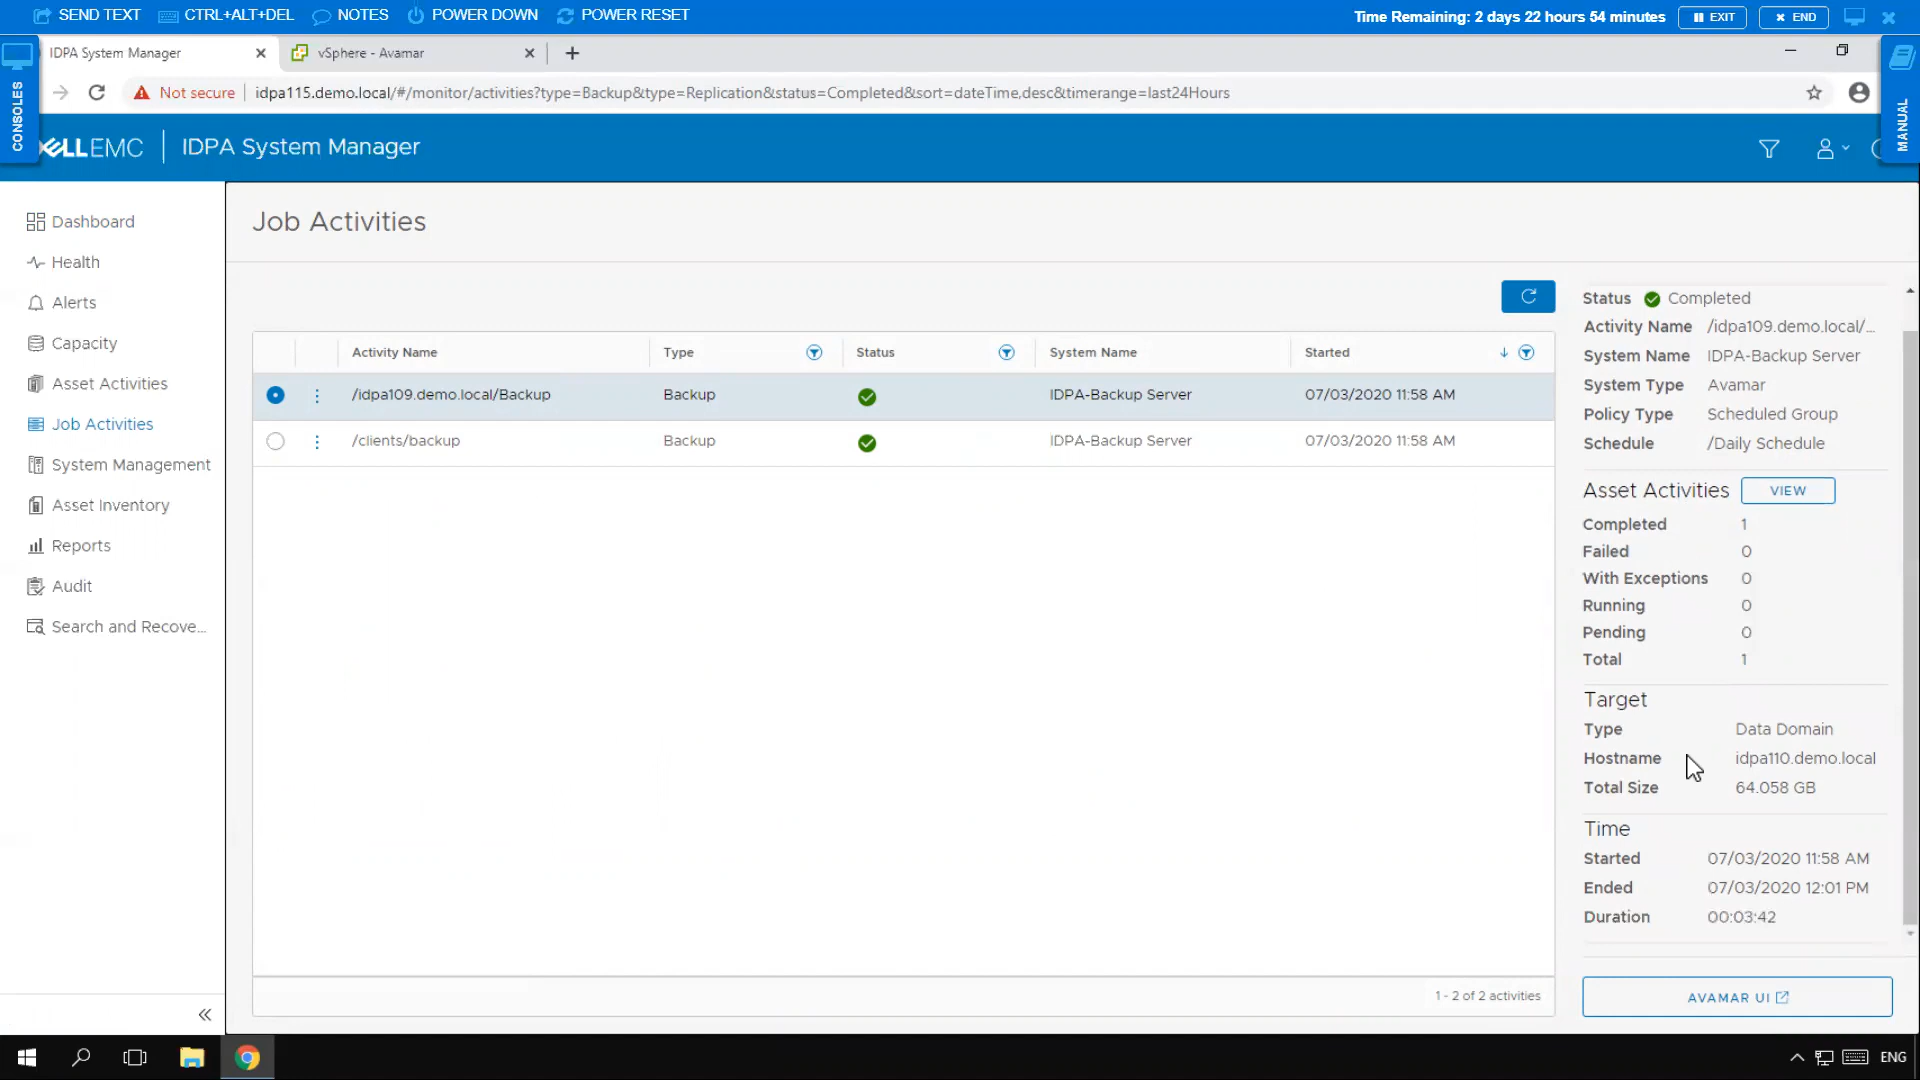 SEND TEXT CTRL+ALT+DEL NOTES POWER DOWN POWER RESET Time Remaining: 2 days 22 hours 54 minutes EXIT END
IDPA System Manager vSphere - Avamar
CONSOLES
MANUAL
Not secure idpa115.demo.local/#/monitor/activities?type=Backup&type=Replication&status=Completed&sort=dateTime,desc&timerange=last24Hours
DELLEMC IDPA System Manager
Dashboard
Health
Alerts
Capacity
Asset Activities
Job Activities
System Management
Asset Inventory
Reports
Audit
Search and Recove...
Job Activities
Activity Name Type Status System Name Started
/idpa109.demo.local/Backup Backup IDPA-Backup Server 07/03/2020 11:58 AM
/clients/backup Backup IDPA-Backup Server 07/03/2020 11:58 AM
1 - 2 of 2 activities
Status Completed
Activity Name /idpa109.demo.local/...
System Name IDPA-Backup Server
System Type Avamar
Policy Type Scheduled Group
Schedule /Daily Schedule
Asset Activities VIEW
Completed 1
Failed 0
With Exceptions 0
Running 0
Pending 0
Total 1
Target
Type Data Domain
Hostname idpa110.demo.local
Total Size 64.058 GB
Time
Started 07/03/2020 11:58 AM
Ended 07/03/2020 12:01 PM
Duration 00:03:42
AVAMAR UI
ENG